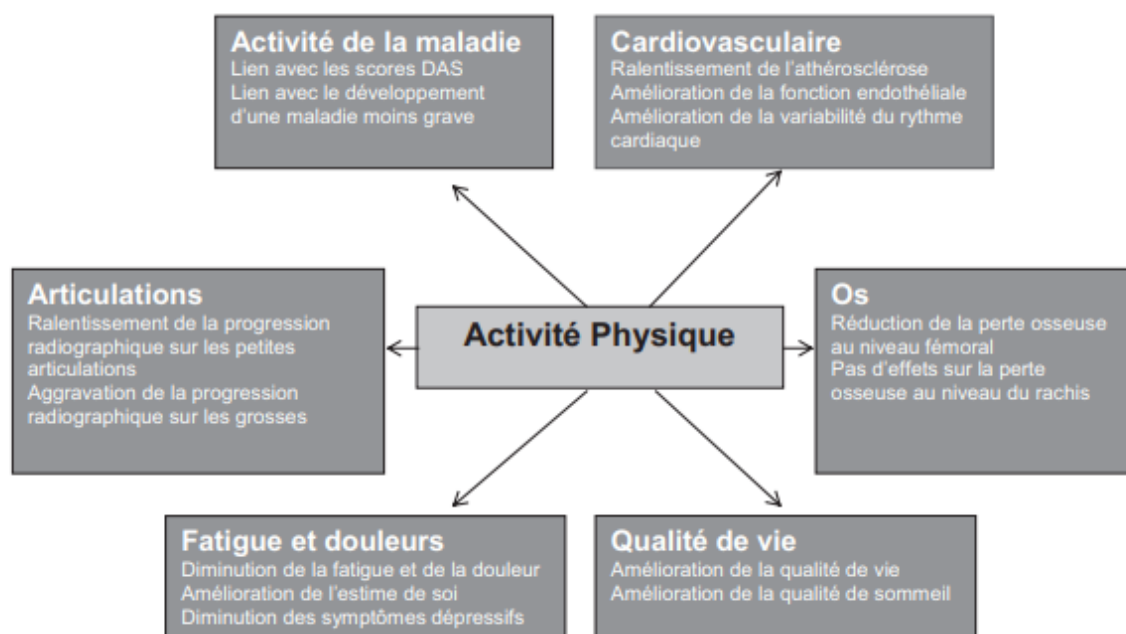 Activité de la maladie
Lien avec les scores DAS
Lien avec le développement
d'une maladie moins grave
Cardiovasculaire
Ralentissement de l'athérosclérose
Amélioration de la fonction endothéliale
Amélioration de la variabilité du rythme
cardiaque
Articulations
Ralentissement de la progression
radiographique sur les petites
articulations
Aggravation de la progression
radiographique sur les grosses
Activité Physique
Os
Réduction de la perte osseuse
au niveau fémoral
Pas d'effets sur la perte
osseuse au niveau du rachis
Fatigue et douleurs
Diminution de la fatigue et de la douleur
Amélioration de l'estime de soi
Diminution des symptômes dépressifs
Qualité de vie
Amélioration de la qualité de vie
Amélioration de la qualité de sommeil